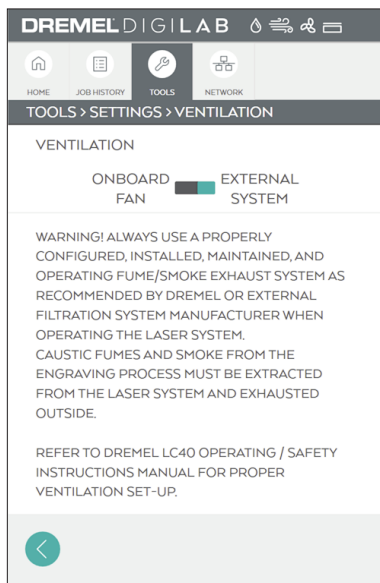 DREMEL DIGILAB
HOME JOB HISTORY TOOLS NETWORK
TOOLS > SETTINGS > VENTILATION
VENTILATION
ONBOARD FAN
EXTERNAL SYSTEM
WARNING! ALWAYS USE A PROPERLY
CONFIGURED, INSTALLED, MAINTAINED, AND
OPERATING FUME/SMOKE EXHAUST SYSTEM AS
RECOMMENDED BY DREMEL OR EXTERNAL
FILTRATION SYSTEM MANUFACTURER WHEN
OPERATING THE LASER SYSTEM.
CAUSTIC FUMES AND SMOKE FROM THE
ENGRAVING PROCESS MUST BE EXTRACTED
FROM THE LASER SYSTEM AND EXHAUSTED
OUTSIDE.
REFER TO DREMEL LC40 OPERATING / SAFETY
INSTRUCTIONS MANUAL FOR PROPER
VENTILATION SET-UP.